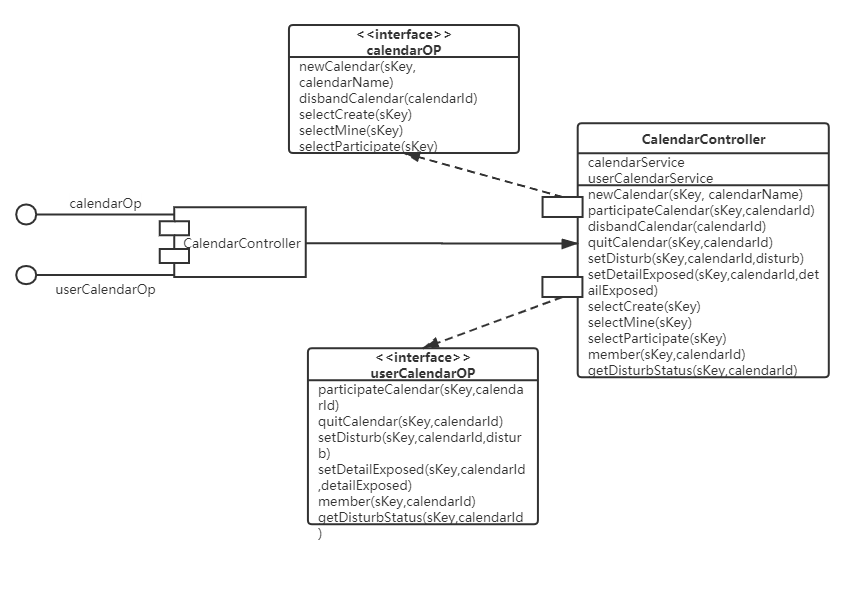 <<interface>>
calendarOP
newCalendar(sKey,
calendarName)
disbandCalendar(calendarId)
selectCreate(sKey)
selectMine(sKey)
selectParticipate(sKey)
CalendarController
calendarService
userCalendarService
newCalendar(sKey, calendarName)
participateCalendar(sKey,calendarId)
disbandCalendar(calendarId)
quitCalendar(sKey,calendarId)
setDisturb(sKey,calendarId,disturb)
setDetailExposed(sKey,calendarId,det
ailExposed)
selectCreate(sKey)
selectMine(sKey)
selectParticipate(sKey)
member(sKey,calendarId)
getDisturbStatus(sKey,calendarId)
calendarOp
CalendarController
userCalendarOp
<<interface>>
userCalendarOP
participateCalendar(sKey,calenda
rId)
quitCalendar(sKey,calendarId)
setDisturb(sKey,calendarId,distur
b)
setDetailExposed(sKey,calendarId
,detailExposed)
member(sKey,calendarId)
getDisturbStatus(sKey,calendarId
)